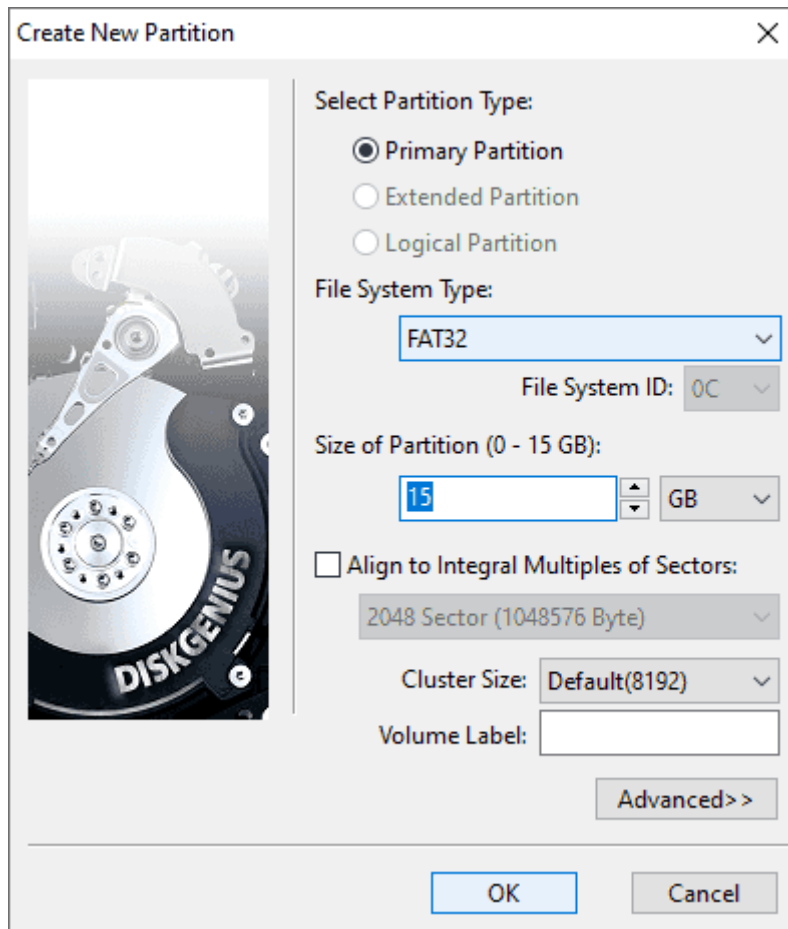 Create New Partition
Select Partition Type:
Primary Partition
Extended Partition
Logical Partition
File System Type:
FAT32
File System ID: 0C
Size of Partition (0 - 15 GB):
15 GB
Align to Integral Multiples of Sectors:
2048 Sector (1048576 Byte)
Cluster Size: Default(8192)
Volume Label:
Advanced>>
OK Cancel
DISKGENIUS